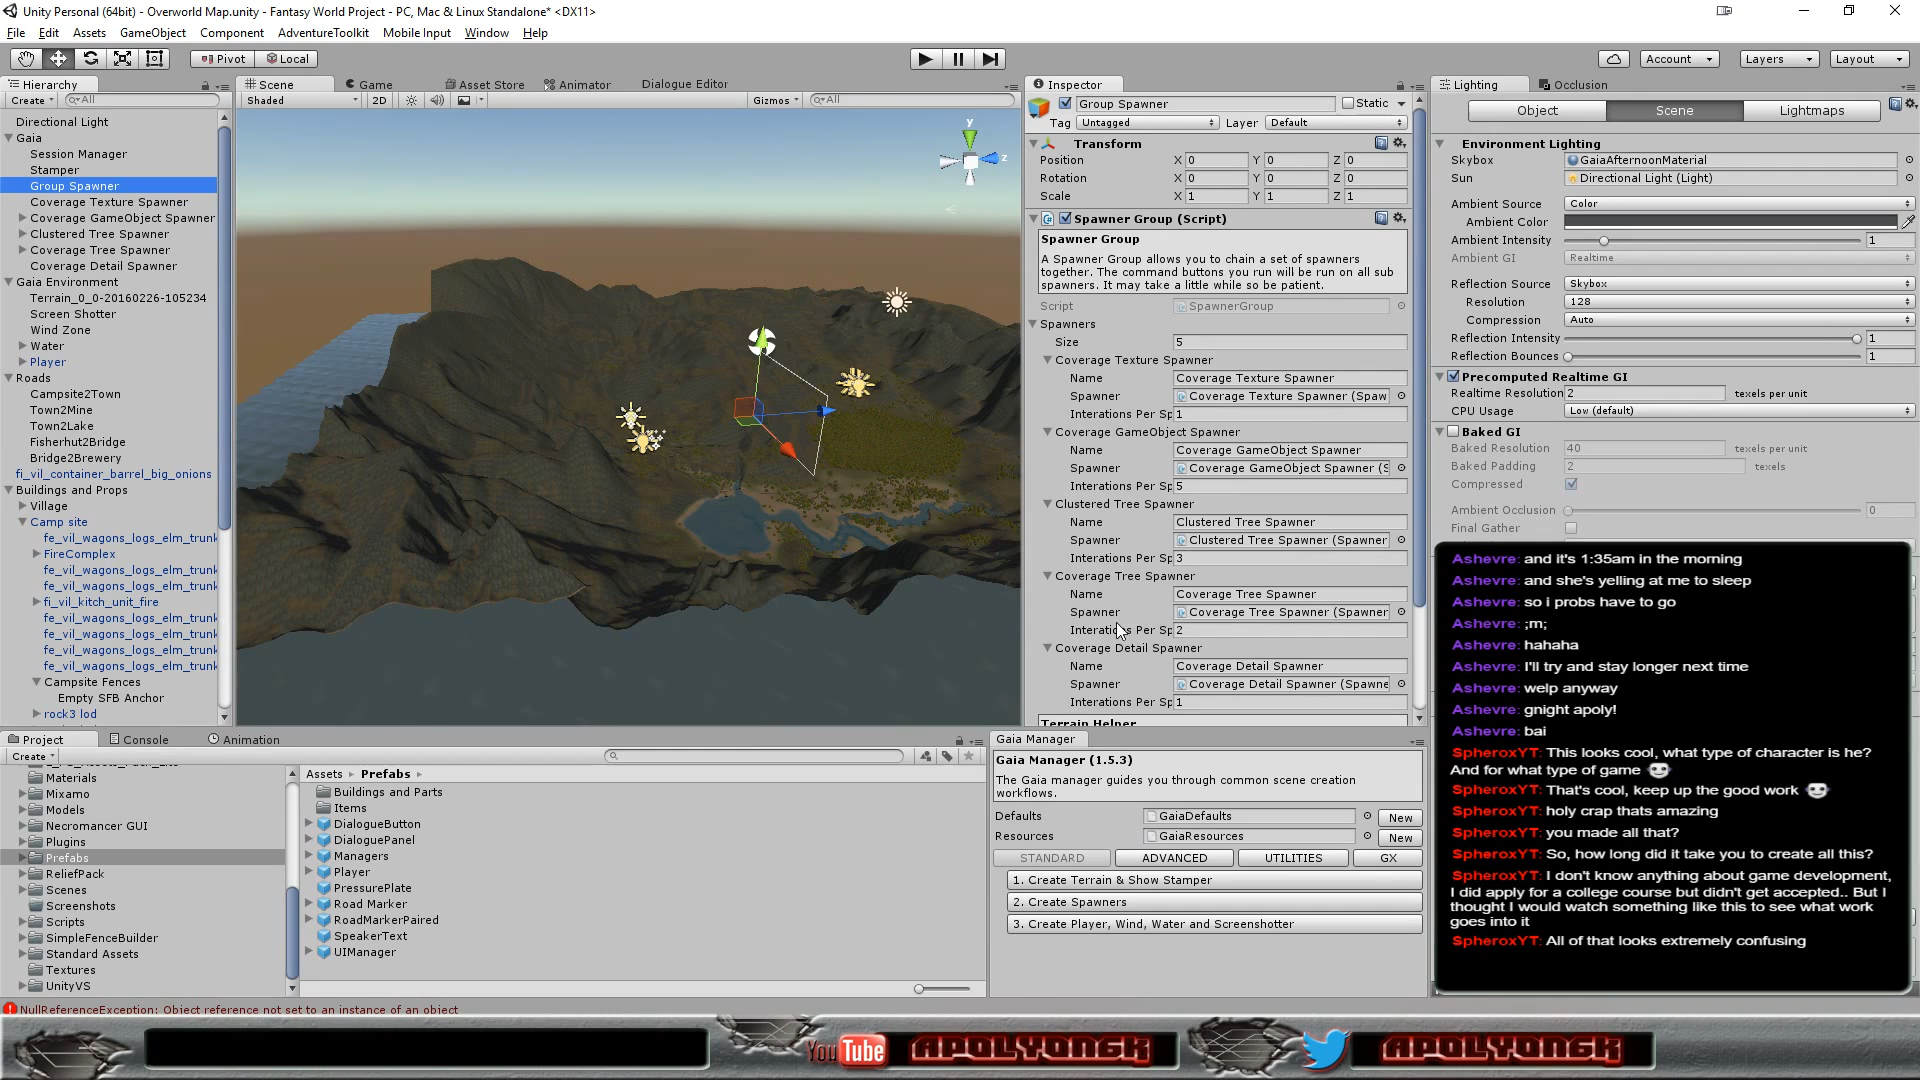 Unity Personal (64bit) - Overworld Map.unity - Fantasy World Project - PC, Mac & Linux Standalone* <DX11>
File Edit Assets GameObject Component AdventureToolkit Mobile Input Window Help
Pivot Local Account Layers Layout
Hierarchy
Create All
Directional Light
Gaia
Session Manager
Stamper
Group Spawner
Coverage Texture Spawner
Coverage GameObject Spawner
Clustered Tree Spawner
Coverage Tree Spawner
Coverage Detail Spawner
Gaia Environment
Terrain_0_0-20160226-105234
Screen Shotter
Wind Zone
Water
Player
Roads
Campsite2Town
Town2Mine
Town2Lake
Fisherhut2Bridge
Bridge2Brewery
fi_vil_container_barrel_big_onions
Buildings and Props
Village
Camp site
fe_vil_wagons_logs_elm_trunk
FireComplex
fe_vil_wagons_logs_elm_trunk
fe_vil_wagons_logs_elm_trunk
fi_vil_kitch_unit_fire
fe_vil_wagons_logs_elm_trunk
fe_vil_wagons_logs_elm_trunk
fe_vil_wagons_logs_elm_trunk
fe_vil_wagons_logs_elm_trunk
Campsite Fences
Empty SFB Anchor
rock3 lod
Scene Game Asset Store Animator Dialogue Editor
Shaded 2D Gizmos All
y
z
Inspector
Group Spawner Static
Tag Untagged Layer Default
Transform
Position X 0 Y 0 Z 0
Rotation X 0 Y 0 Z 0
Scale X 1 Y 1 Z 1
Spawner Group (Script)
Spawner Group
A Spawner Group allows you to chain a set of spawners
together. The command buttons you run will be run on all sub
spawners. It may take a little while so be patient.
Script SpawnerGroup
Spawners
Size 5
Coverage Texture Spawner
Name Coverage Texture Spawner
Spawner Coverage Texture Spawner (Spaw
Interations Per Sp 1
Coverage GameObject Spawner
Name Coverage GameObject Spawner
Spawner Coverage GameObject Spawner (S
Interations Per Sp 5
Clustered Tree Spawner
Name Clustered Tree Spawner
Spawner Clustered Tree Spawner (Spawner
Interations Per Sp 3
Coverage Tree Spawner
Name Coverage Tree Spawner
Spawner Coverage Tree Spawner (Spawner
Interations Per Sp 2
Coverage Detail Spawner
Name Coverage Detail Spawner
Spawner Coverage Detail Spawner (Spawne
Interations Per Sp 1
Terrain Helper
Lighting Occlusion
Object Scene Lightmaps
Environment Lighting
Skybox GaiaAfternoonMaterial
Sun Directional Light (Light)
Ambient Source Color
Ambient Color
Ambient Intensity 1
Ambient GI Realtime
Reflection Source Skybox
Resolution 128
Compression Auto
Reflection Intensity 1
Reflection Bounces 1
Precomputed Realtime GI
Realtime Resolution 2 texels per unit
CPU Usage Low (default)
Baked GI
Baked Resolution 40 texels per unit
Baked Padding 2 texels
Compressed
Ambient Occlusion 0
Final Gather
Ashevre: and it's 1:35am in the morning
Ashevre: and she's yelling at me to sleep
Ashevre: so i probs have to go
Ashevre: ;m;
Ashevre: hahaha
Ashevre: I'll try and stay longer next time
Ashevre: welp anyway
Ashevre: gnight apoly!
Ashevre: bai
SpheroxYT: This looks cool, what type of character is he?
And for what type of game
SpheroxYT: That's cool, keep up the good work
SpheroxYT: holy crap thats amazing
SpheroxYT: you made all that?
SpheroxYT: So, how long did it take you to create all this?
SpheroxYT: I don't know anything about game development,
I did apply for a college course but didn't get accepted.. But I
thought I would watch something like this to see what work
goes into it
SpheroxYT: All of that looks extremely confusing
Project Console Animation
Create
Materials
Mixamo
Models
Necromancer GUI
Plugins
Prefabs
ReliefPack
Scenes
Screenshots
Scripts
SimpleFenceBuilder
Standard Assets
Textures
UnityVS
Assets Prefabs
Buildings and Parts
Items
DialogueButton
DialoguePanel
Managers
Player
PressurePlate
Road Marker
RoadMarkerPaired
SpeakerText
UIManager
Gaia Manager
Gaia Manager (1.5.3)
The Gaia manager guides you through common scene creation
workflows.
Defaults GaiaDefaults New
Resources GaiaResources New
STANDARD ADVANCED UTILITIES GX
1. Create Terrain & Show Stamper
2. Create Spawners
3. Create Player, Wind, Water and Screenshotter
NullReferenceException: Object reference not set to an instance of an object
YouTube APOLYONGK APOLYONGK